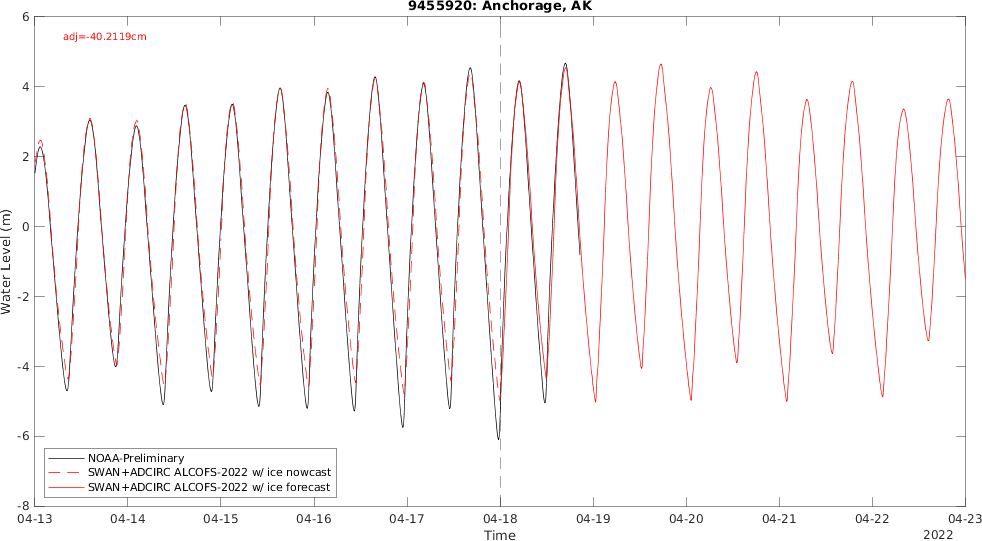 9455920: Anchorage, AK
adj=-40.2119cm
6
4
2
0
-2
-4
-6
-8
Water Level (m)
NOAA-Preliminary
SWAN+ADCIRC ALCOFS-2022 w/ ice nowcast
SWAN+ADCIRC ALCOFS-2022 w/ ice forecast
04-13 04-14 04-15 04-16 04-17 04-18 04-19 04-20 04-21 04-22 04-23
Time
2022